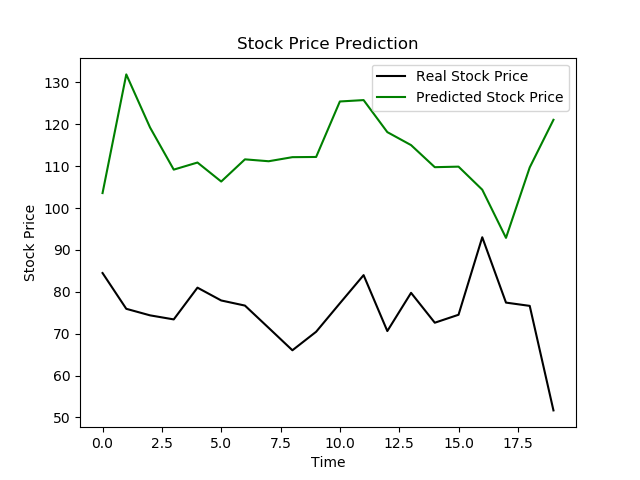 Stock Price Prediction
Real Stock Price
Predicted Stock Price
130
120
110
100
90
80
70
60
50
Stock Price
0.0 2.5 5.0 7.5 10.0 12.5 15.0 17.5
Time